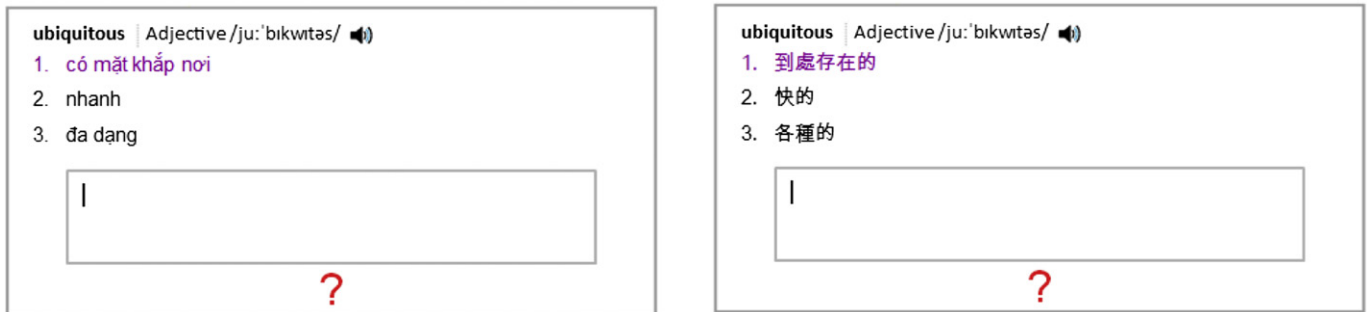 ubiquitous Adjective /juːˈbɪkwɪtəs/
1. có mặt khắp nơi
2. nhanh
3. đa dạng
?
ubiquitous Adjective /juːˈbɪkwɪtəs/
1. 到處存在的
2. 快的
3. 各種的
?